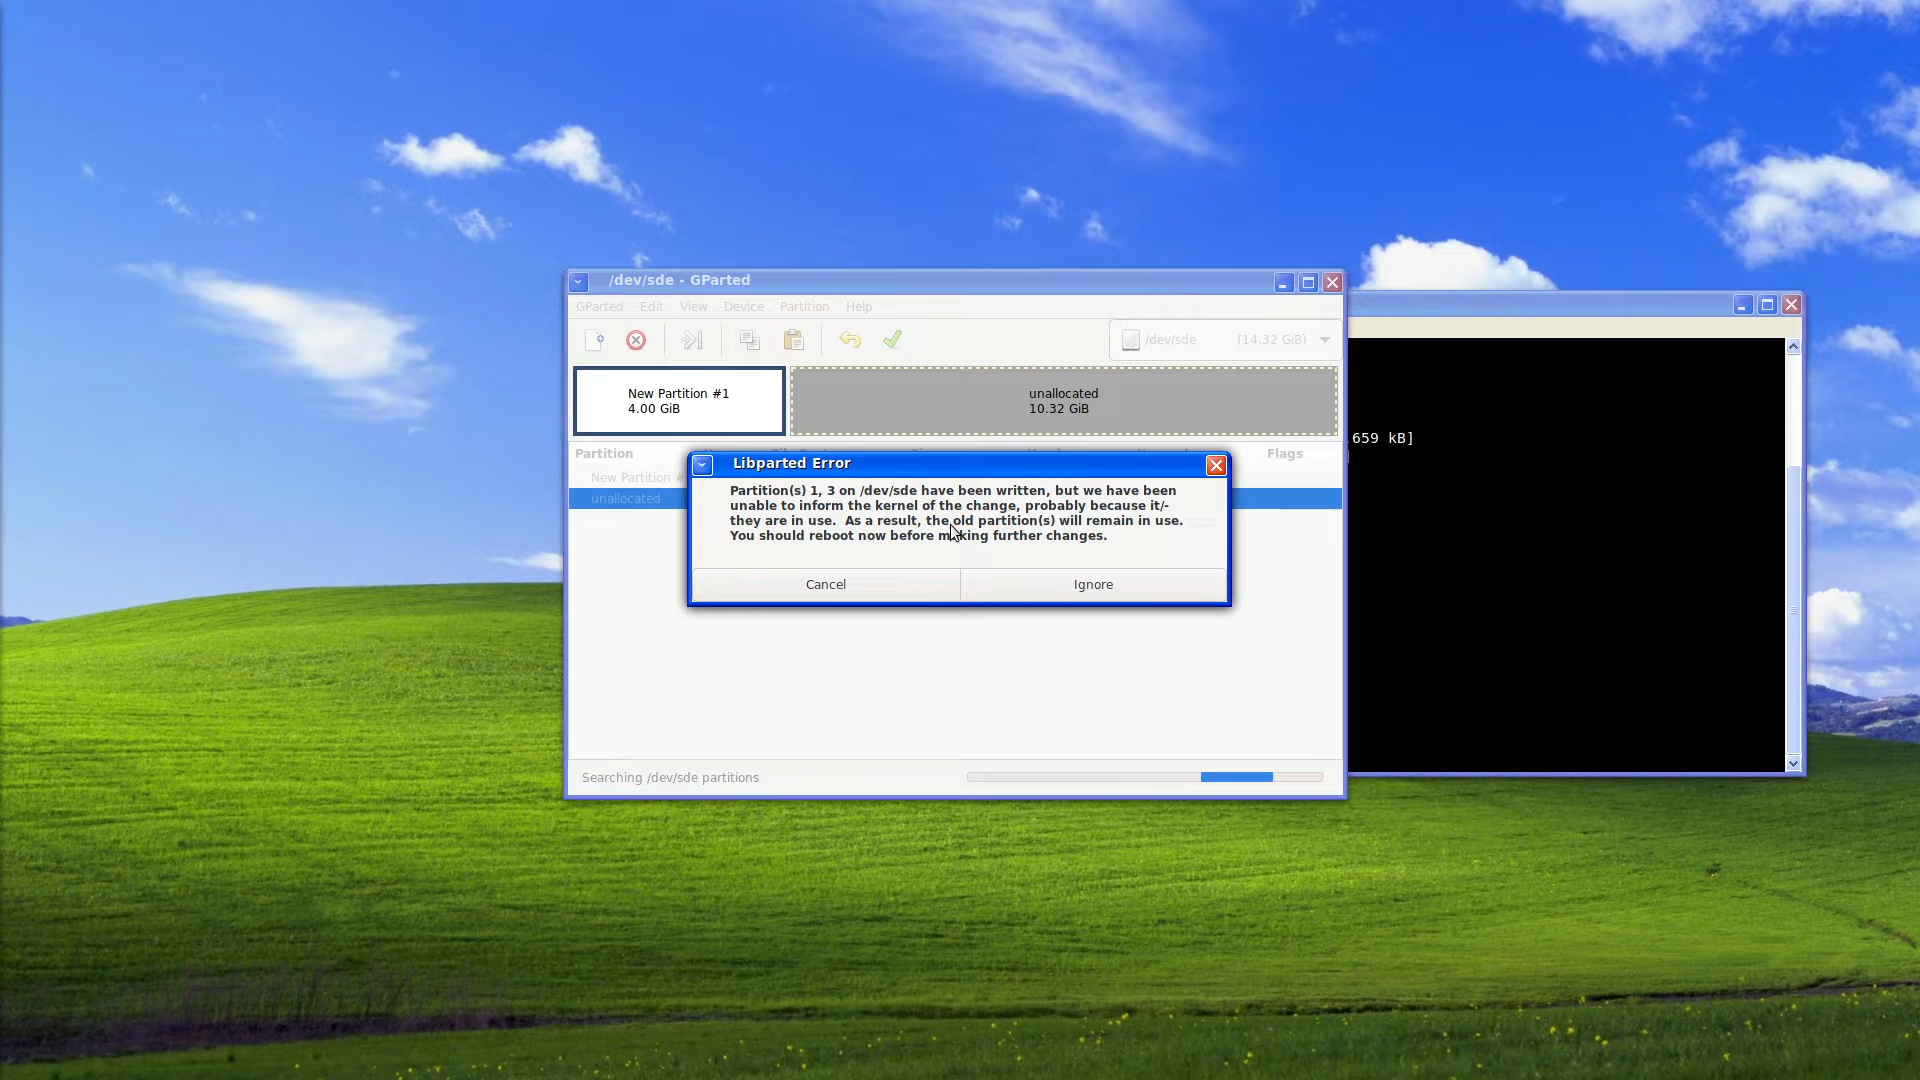 /dev/sde - GParted
GParted Edit View Device Partition Help
/dev/sde (14.32 GiB)
New Partition #1
4.00 GiB
unallocated
10.32 GiB
659 kB]
Partition
Flags
New Partition #
unallocated
Libparted Error
Partition(s) 1, 3 on /dev/sde have been written, but we have been
unable to inform the kernel of the change, probably because it/-
they are in use.  As a result, the old partition(s) will remain in use.
You should reboot now before making further changes.
Cancel
Ignore
Searching /dev/sde partitions